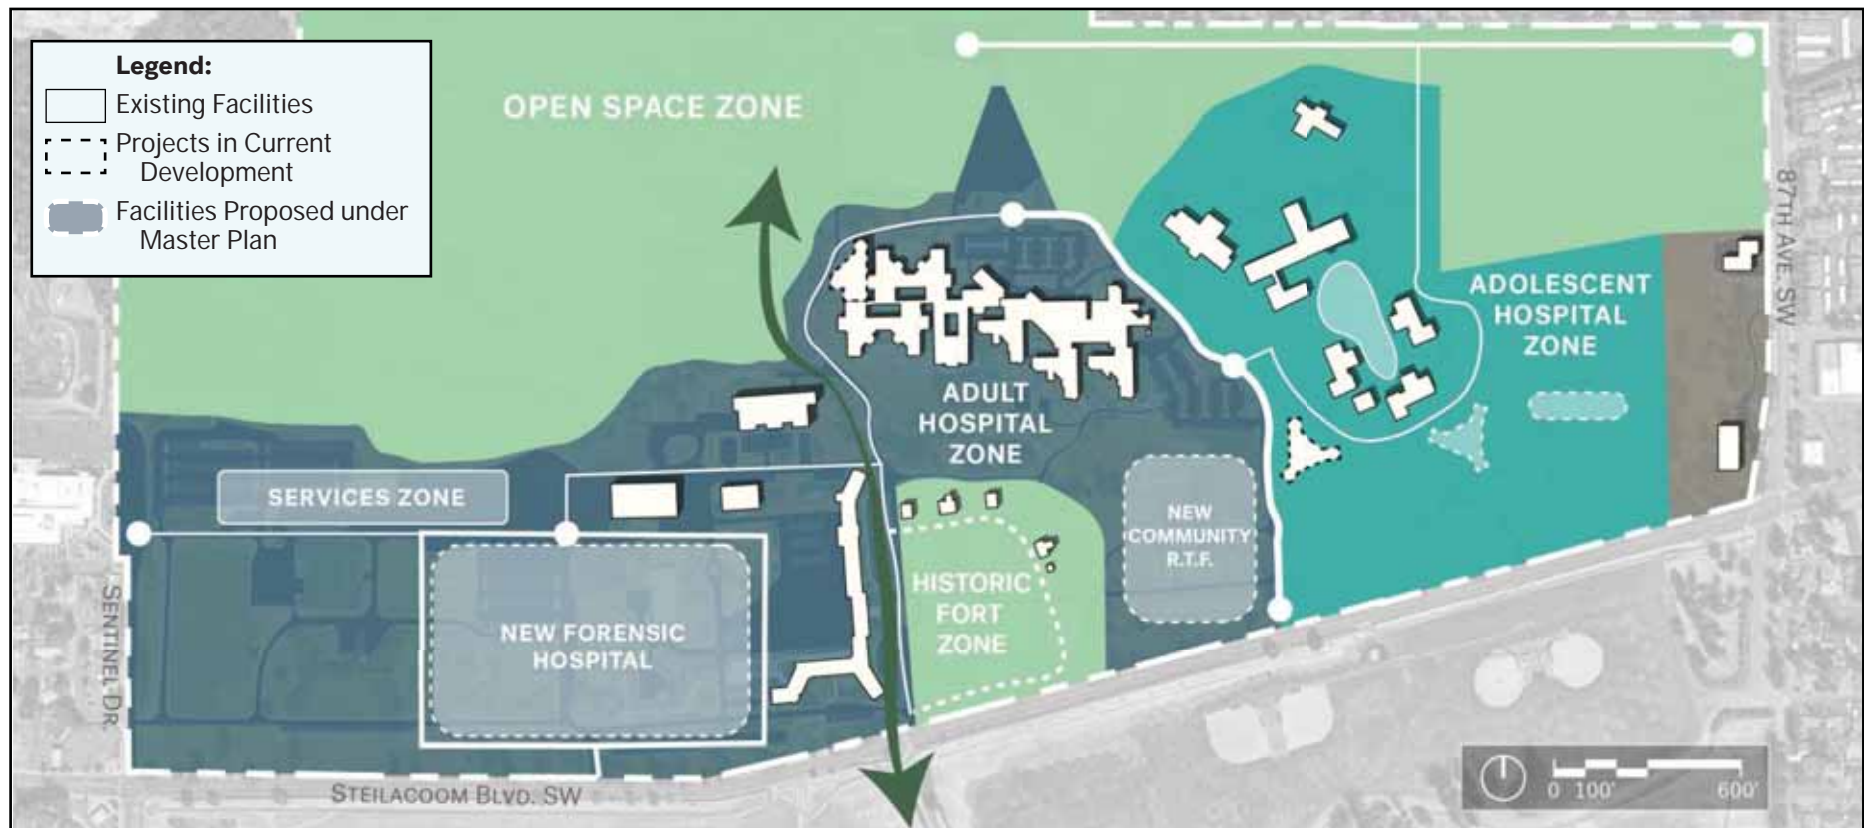 Legend:
Existing Facilities
Projects in Current
Development
Facilities Proposed under
Master Plan
OPEN SPACE ZONE
87TH AVE. SW
ADOLESCENT
HOSPITAL
ZONE
ADULT
HOSPITAL
ZONE
SERVICES ZONE
NEW
COMMUNITY
R.T.F.
HISTORIC
FORT
ZONE
NEW FORENSIC
HOSPITAL
SENTINEL DR.
STEILACOOM BLVD. SW
0 100' 600'